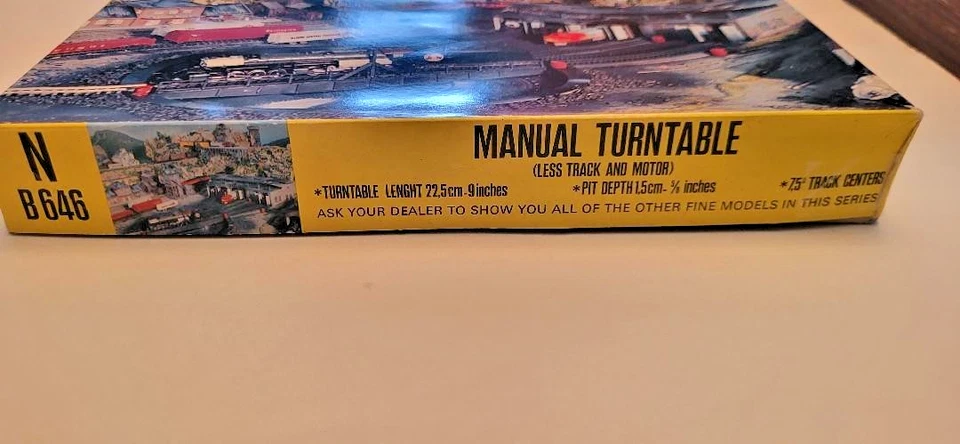 N
B 646
MANUAL TURNTABLE
(LESS TRACK AND MOTOR)
*TURNTABLE LENGHT 22,5cm-9inches *PIT DEPTH 1,5cm- ⅝ inches *7,5° TRACK CENTERS
ASK YOUR DEALER TO SHOW YOU ALL OF THE OTHER FINE MODELS IN THIS SERIES